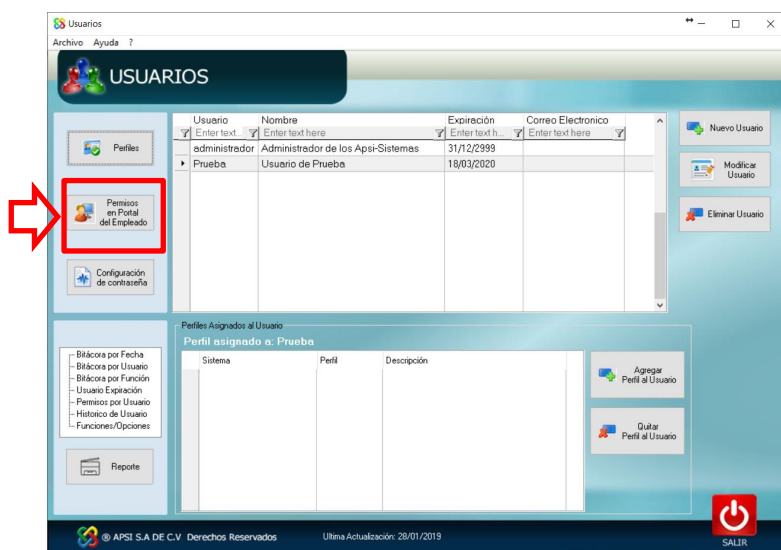 Usuarios
Archivo Ayuda ?
USUARIOS
Perfiles
Permisos
en Portal
del Empleado
Configuración
de contraseña
Usuario Nombre Expiración Correo Electronico
Enter text... Enter text here Enter text h... Enter text here
administrador Administrador de los Apsi-Sistemas 31/12/2999
Prueba Usuario de Prueba 18/03/2020
Nuevo Usuario
Modificar
Usuario
Eliminar Usuario
Perfiles Asignados al Usuario
Perfil asignado a: Prueba
Sistema Perfil Descripción
Agregar
Perfil al Usuario
Quitar
Perfil al Usuario
Bitácora por Fecha
Bitácora por Usuario
Bitácora por Función
Usuario Expiración
Permisos por Usuario
Historico de Usuario
Funciones/Opciones
Reporte
® APSI S.A DE C.V Derechos Reservados Ultima Actualización: 28/01/2019
SALIR